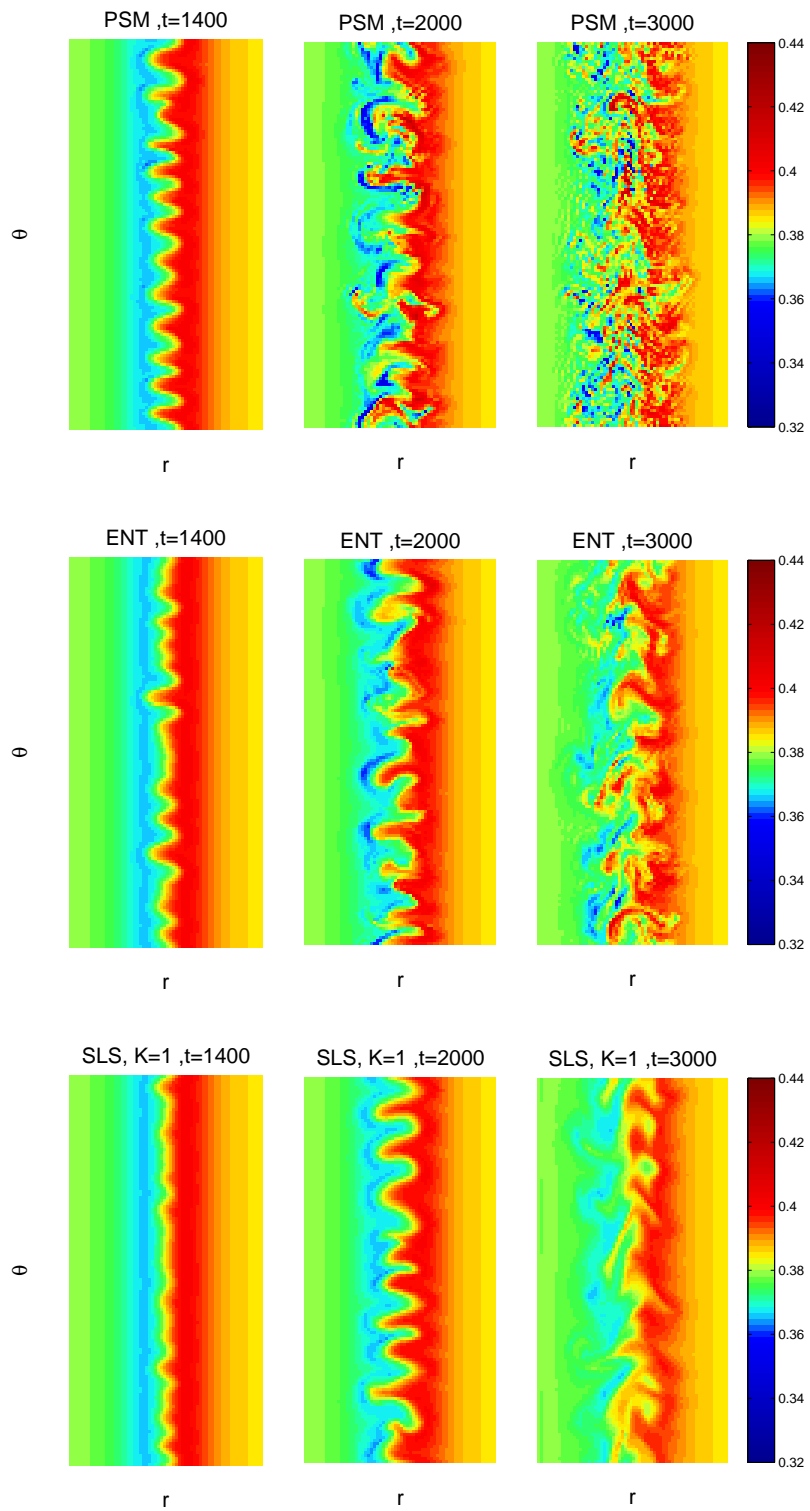 PSM ,t=1400
PSM ,t=2000
PSM ,t=3000
0.44
0.42
0.4
0.38
0.36
0.34
0.32
θ
r
r
r
ENT ,t=1400
ENT ,t=2000
ENT ,t=3000
0.44
0.42
0.4
0.38
0.36
0.34
0.32
θ
r
r
r
SLS, K=1 ,t=1400
SLS, K=1 ,t=2000
SLS, K=1 ,t=3000
0.44
0.42
0.4
0.38
0.36
0.34
0.32
θ
r
r
r